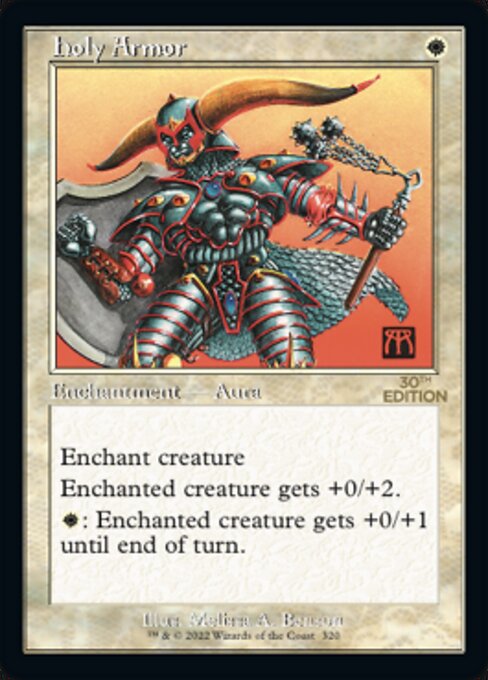 Holy Armor
30TH
EDITION
Enchantment — Aura
Enchant creature
Enchanted creature gets +0/+2.
: Enchanted creature gets +0/+1
until end of turn.
Illus. Melissa A. Benson
™ & © 2022 Wizards of the Coast 320